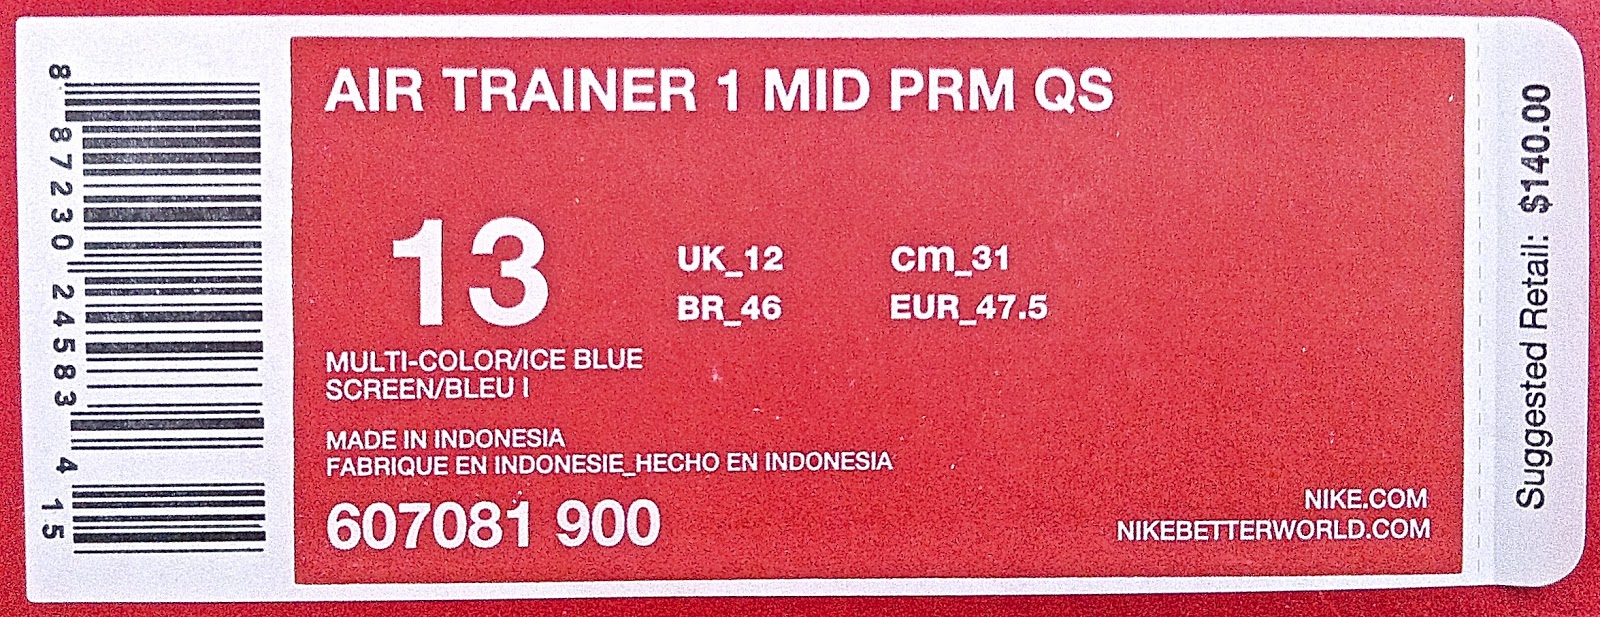 AIR TRAINER 1 MID PRM QS
13
UK_12 cm_31
BR_46 EUR_47.5
MULTI-COLOR/ICE BLUE
SCREEN/BLEU I
MADE IN INDONESIA
FABRIQUE EN INDONESIE_HECHO EN INDONESIA
607081 900
NIKE.COM
NIKEBETTERWORLD.COM
8 87230 24583 4 15
Suggested Retail: $140.00